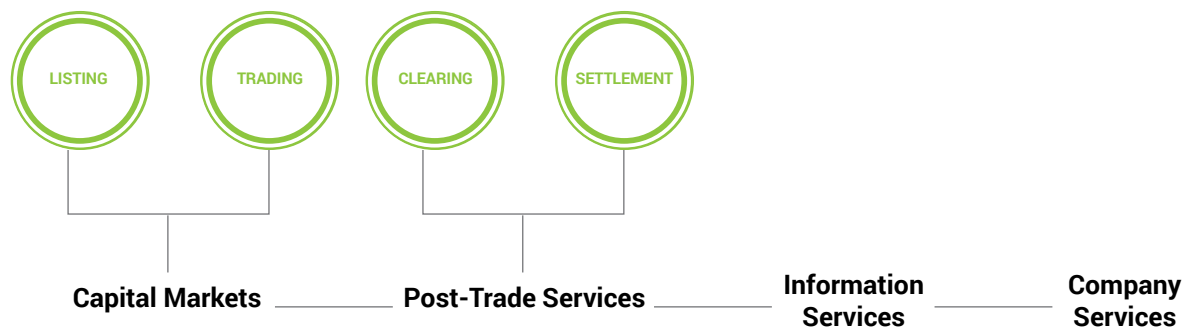 LISTING
TRADING
CLEARING
SETTLEMENT
Capital Markets
Post-Trade Services
Information
Services
Company
Services